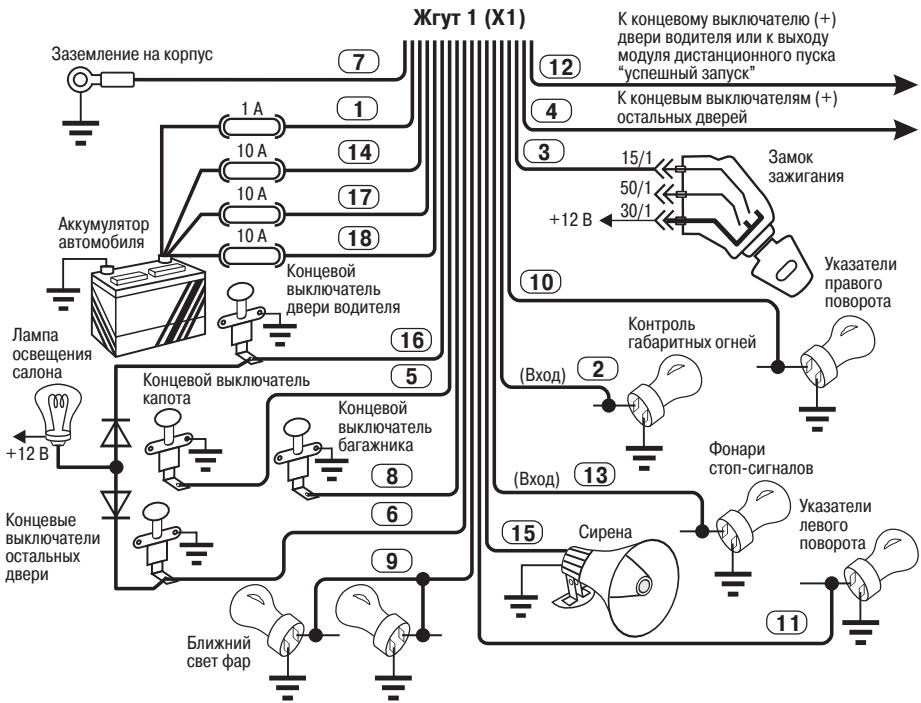 Жгут 1 (X1)
Заземление на корпус
7
1 А
1
10 А
14
10 А
17
10 А
18
Аккумулятор
автомобиля
Концевой
выключатель
двери водителя
16
Лампа
освещения
салона
+12 В
5
Концевой выключатель
капота
Концевой
выключатель
багажника
8
6
Концевые
выключатели
остальных
двери
9
Ближний
свет фар
К концевому выключателю (+)
двери водителя или к выходу
модуля дистанционного пуска
“успешный запуск”
12
К концевым выключателям (+)
остальных дверей
4
3
15/1
50/1
30/1
+12 В
Замок
зажигания
10
Указатели
правого
поворота
Контроль
габаритных огней
(Вход)
2
Фонари
стоп-сигналов
(Вход)
13
15
Сирена
Указатели
левого
поворота
11